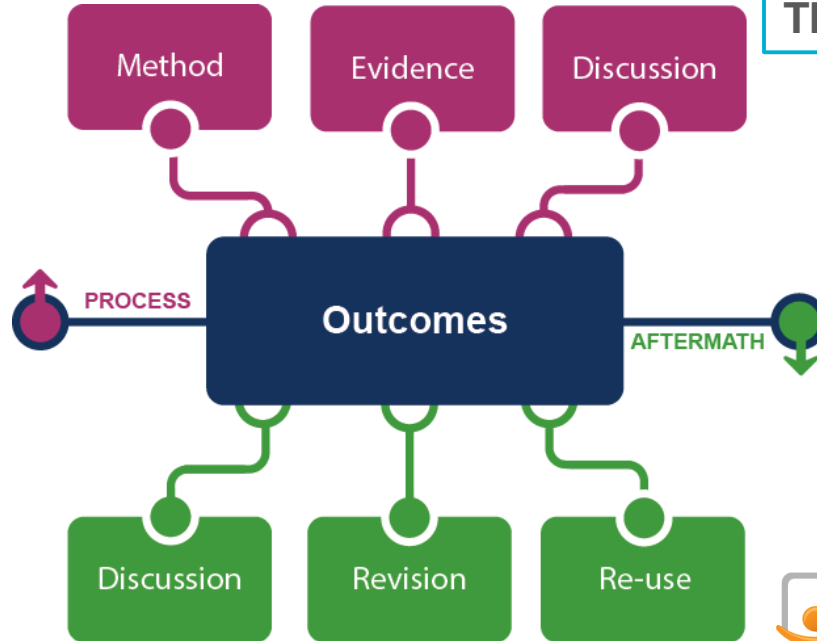 Method
Evidence
Discussion
PROCESS
Outcomes
AFTERMATH
Discussion
Revision
Re-use